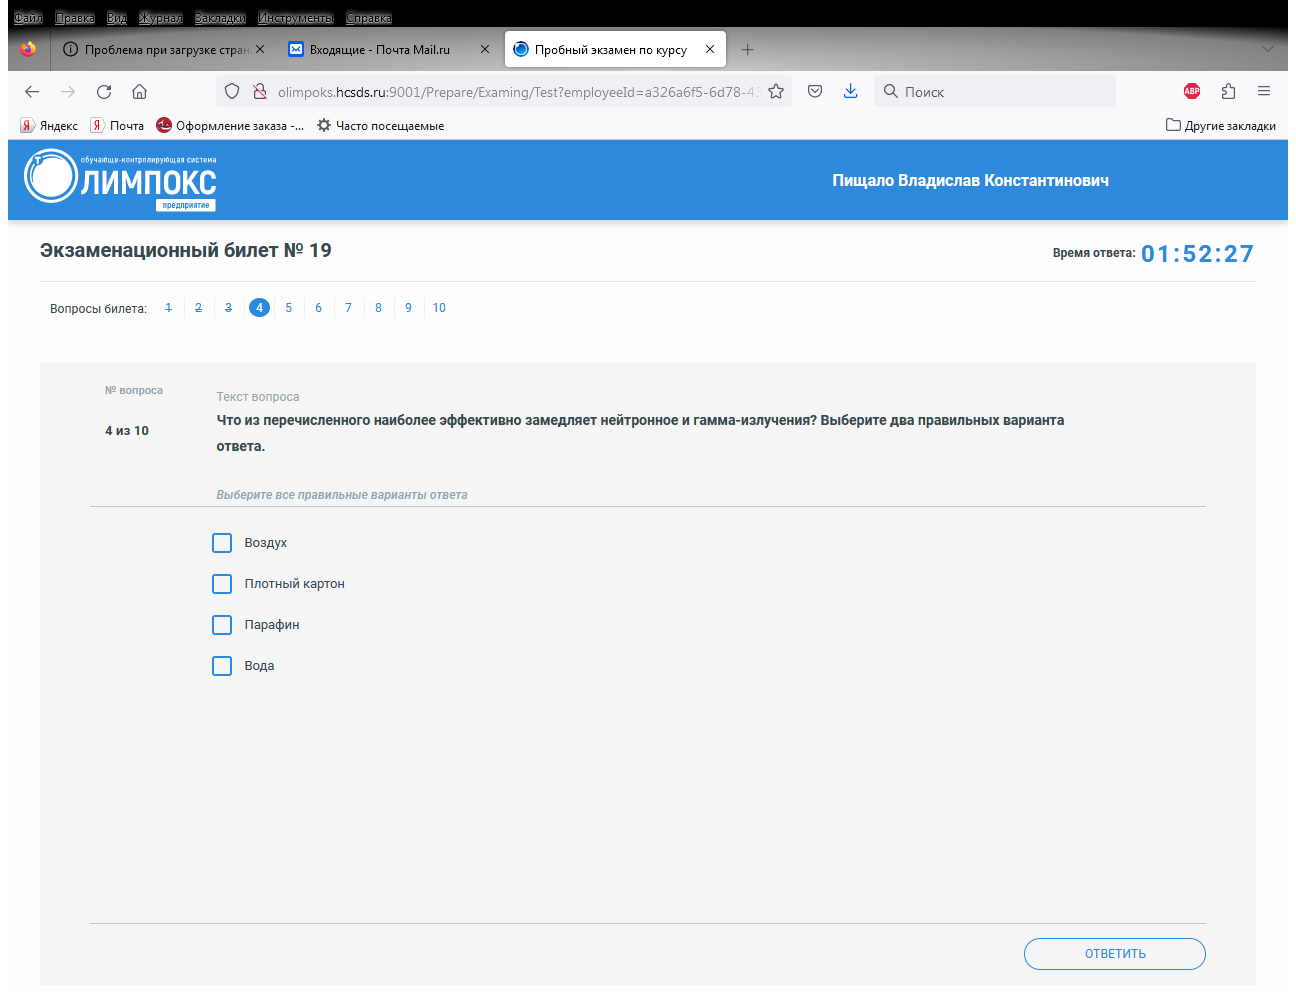 Файл Правка Вид Журнал Закладки Инструменты Справка
Проблема при загрузке стран
Входящие - Почта Mail.ru
Пробный экзамен по курсу
olimpoks.hcsds.ru:9001/Prepare/Examing/Test?employeeId=a326a6f5-6d78-43
Поиск
ABP
Яндекс
Почта
Оформление заказа -...
Часто посещаемые
Другие закладки
обучающе-контролирующая система
ОЛИМПОКС
предприятие
Пищало Владислав Константинович
Экзаменационный билет № 19
Время ответа: 01:52:27
Вопросы билета: 1 2 3 4 5 6 7 8 9 10
№ вопроса
4 из 10
Текст вопроса
Что из перечисленного наиболее эффективно замедляет нейтронное и гамма-излучения? Выберите два правильных варианта
ответа.
Выберите все правильные варианты ответа
Воздух
Плотный картон
Парафин
Вода
ОТВЕТИТЬ